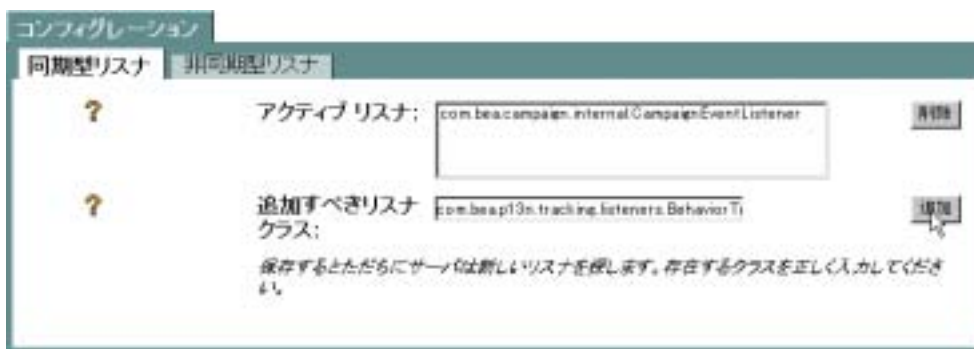 コンフィグレーション
同期型リスナ 非同期型リスナ
? アクティブ リスナ: com.bea.campaign.internal.CampaignEventListener 削除
? 追加すべきリスナ com.bea.p13n.tracking.listeners.BehaviorTr 追加
クラス:
保存するとただちにサーバは新しいリスナを探します。存在するクラスを正しく入力してくださ
い。